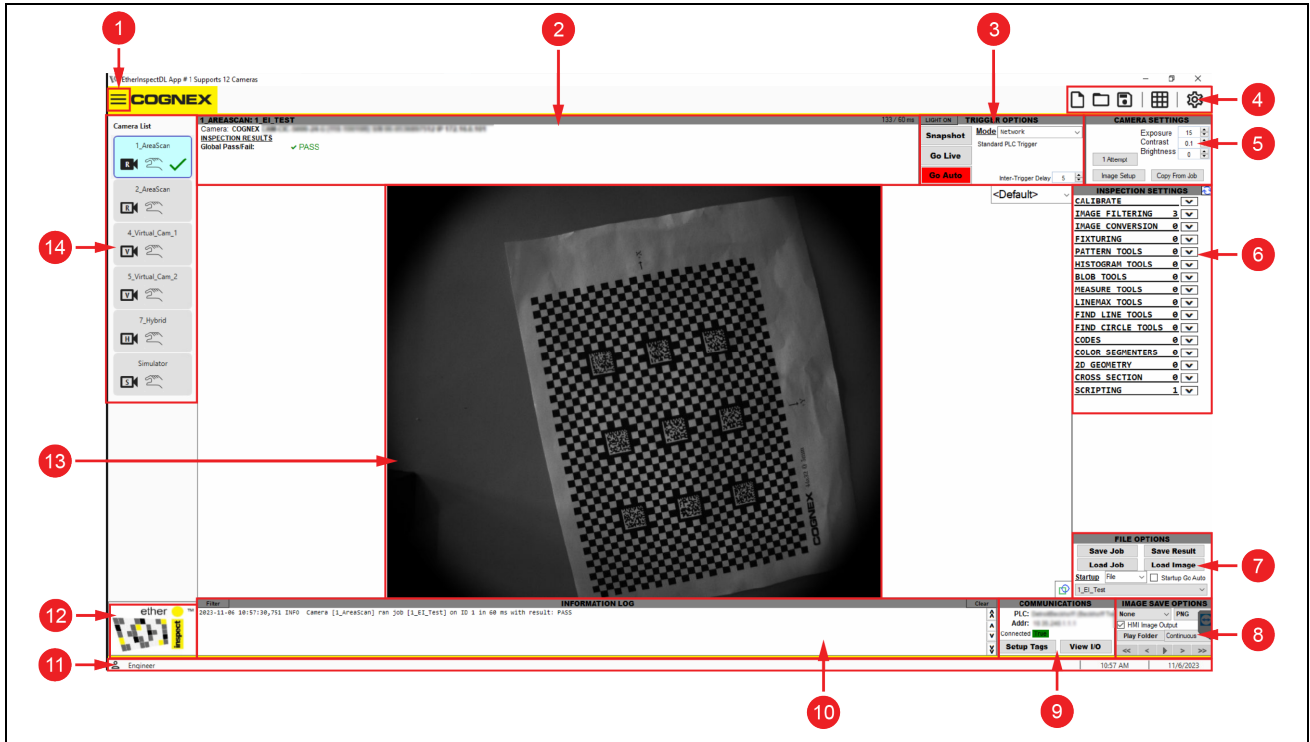 1
2
3
EtherInspectDL App # 1 Supports 12 Cameras
COGNEX
4
Camera List
1_AREASCAN: 1_EI_TEST
133 / 60 ms
Camera: COGNEX
INSPECTION RESULTS
Global Pass/Fail: PASS
LIGHT ON
TRIGGER OPTIONS
Snapshot
Mode Network
Standard PLC Trigger
Go Live
Go Auto
Inter-Trigger Delay 5
CAMERA SETTINGS
Exposure 15
Contrast 0.1
Brightness 0
1 Attempt
Image Setup
Copy From Job
5
1_AreaScan
R
2_AreaScan
R
4_Virtual_Cam_1
V
5_Virtual_Cam_2
V
7_Hybrid
H
Simulator
S
14
<Default>
INSPECTION SETTINGS
CALIBRATE
IMAGE FILTERING 3
IMAGE CONVERSION 0
FIXTURING 0
PATTERN TOOLS 0
HISTOGRAM TOOLS 0
BLOB TOOLS 0
MEASURE TOOLS 0
LINEMAX TOOLS 0
FIND LINE TOOLS 0
FIND CIRCLE TOOLS 0
CODES 0
COLOR SEGMENTERS 0
2D GEOMETRY 0
CROSS SECTION 0
SCRIPTING 1
6
13
COGNEX
FILE OPTIONS
Save Job
Save Result
Load Job
Load Image
Startup File
Startup Go Auto
1_EI_Test
7
12
ether
inspect
TM
Filter
INFORMATION LOG
Clear
2023-11-06 10:57:30,751 INFO Camera [1_AreaScan] ran job [1_EI_Test] on ID 1 in 60 ms with result: PASS
COMMUNICATIONS
PLC:
Addr:
Connected True
Setup Tags
View I/O
IMAGE SAVE OPTIONS
None
PNG
HMI Image Output
Play Folder
Continuous
<< < > >>
8
11
Engineer
10:57 AM
11/6/2023
10
9